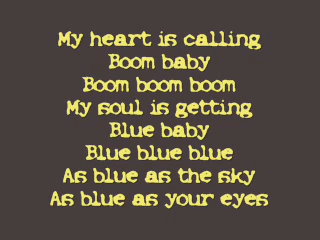 My heart is calling
Boom baby
Boom boom boom
My soul is getting
Blue baby
Blue blue blue
As blue as the sky
As blue as your eyes